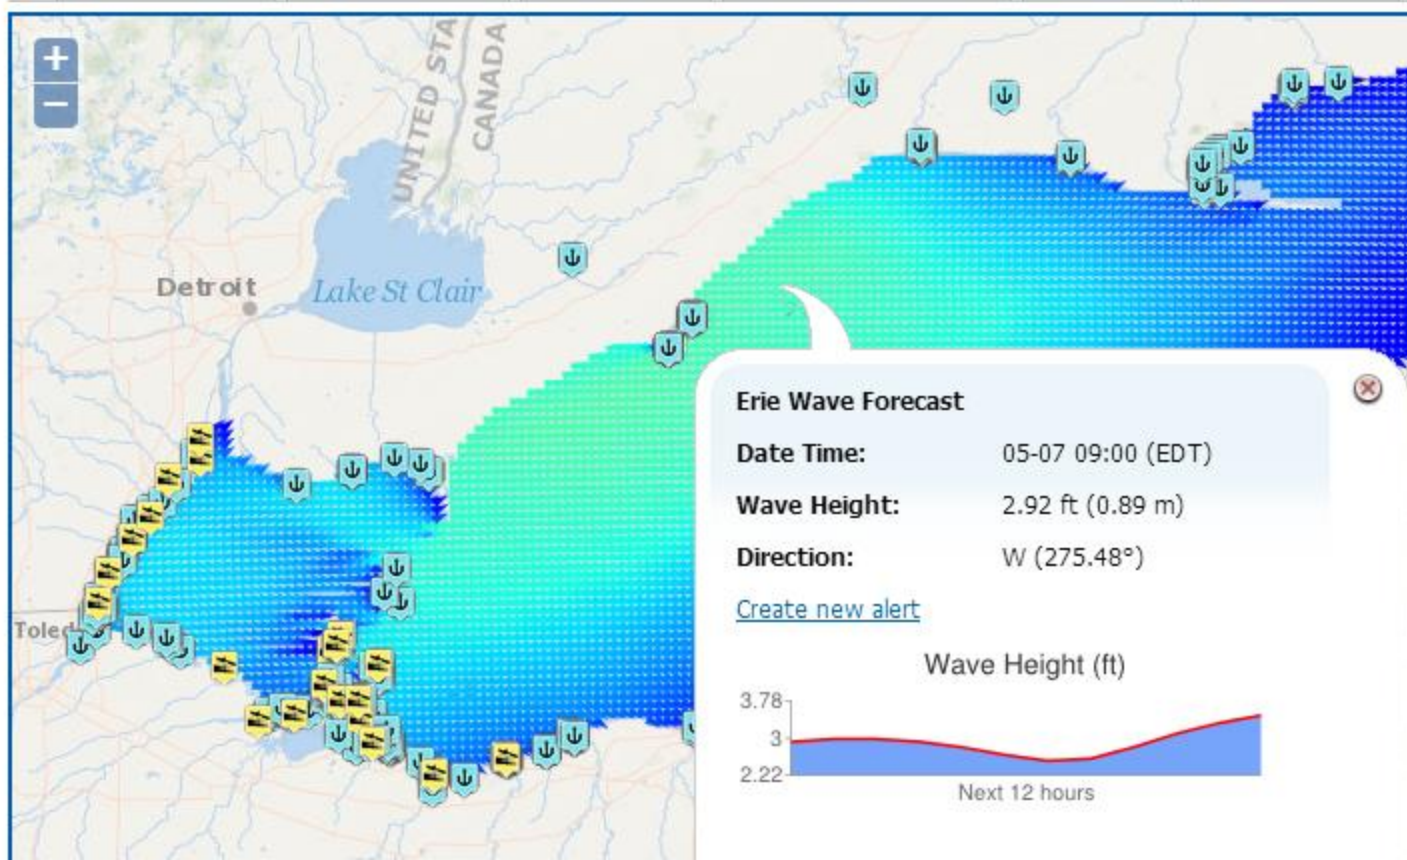 +
−
UNITED STA
CANADA
Detroit
Lake St Clair
Toled
Erie Wave Forecast
Date Time: 05-07 09:00 (EDT)
Wave Height: 2.92 ft (0.89 m)
Direction: W (275.48°)
Create new alert
Wave Height (ft)
3.78
3
2.22
Next 12 hours